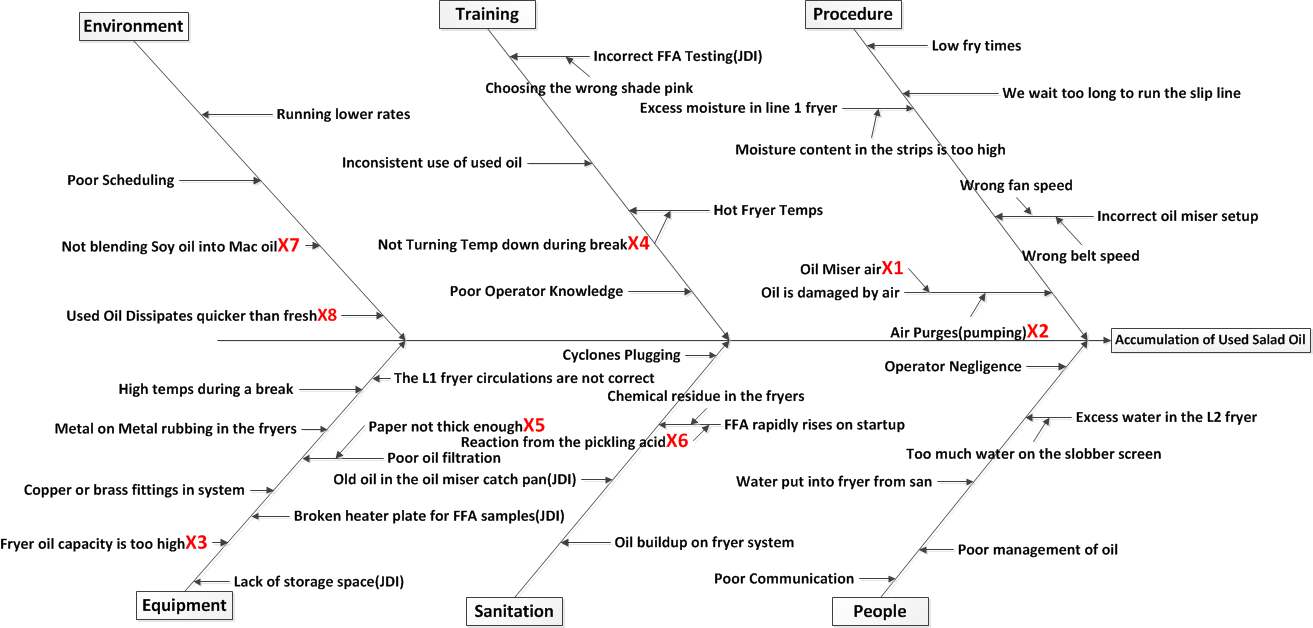 Environment
Training
Procedure
Running lower rates
Poor Scheduling
Not blending Soy oil into Mac oilX7
Used Oil Dissipates quicker than freshX8
Incorrect FFA Testing(JDI)
Choosing the wrong shade pink
Inconsistent use of used oil
Hot Fryer Temps
Not Turning Temp down during breakX4
Poor Operator Knowledge
Low fry times
We wait too long to run the slip line
Excess moisture in line 1 fryer
Moisture content in the strips is too high
Wrong fan speed
Incorrect oil miser setup
Wrong belt speed
Oil Miser airX1
Oil is damaged by air
Air Purges(pumping)X2
Accumulation of Used Salad Oil
The L1 fryer circulations are not correct
High temps during a break
Metal on Metal rubbing in the fryers
Paper not thick enoughX5
Poor oil filtration
Copper or brass fittings in system
Broken heater plate for FFA samples(JDI)
Fryer oil capacity is too highX3
Lack of storage space(JDI)
Equipment
Cyclones Plugging
Chemical residue in the fryers
FFA rapidly rises on startup
Reaction from the pickling acidX6
Old oil in the oil miser catch pan(JDI)
Oil buildup on fryer system
Sanitation
Operator Negligence
Excess water in the L2 fryer
Too much water on the slobber screen
Water put into fryer from san
Poor management of oil
Poor Communication
People